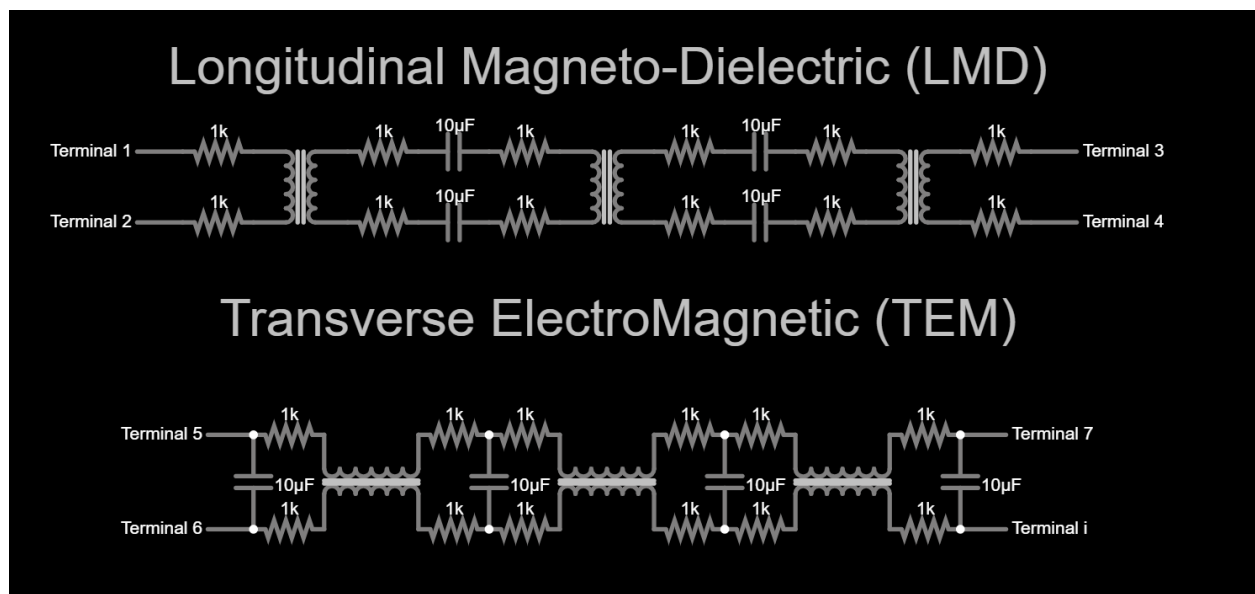 Longitudinal Magneto-Dielectric (LMD)
1k 1k 10µF 1k 1k 10µF 1k 1k
Terminal 1 Terminal 3
1k 1k 10µF 1k 1k 10µF 1k 1k
Terminal 2 Terminal 4
Transverse ElectroMagnetic (TEM)
1k 1k 1k 1k 1k 1k
Terminal 5 Terminal 7
10µF 10µF 10µF 10µF
1k 1k 1k 1k 1k 1k
Terminal 6 Terminal i